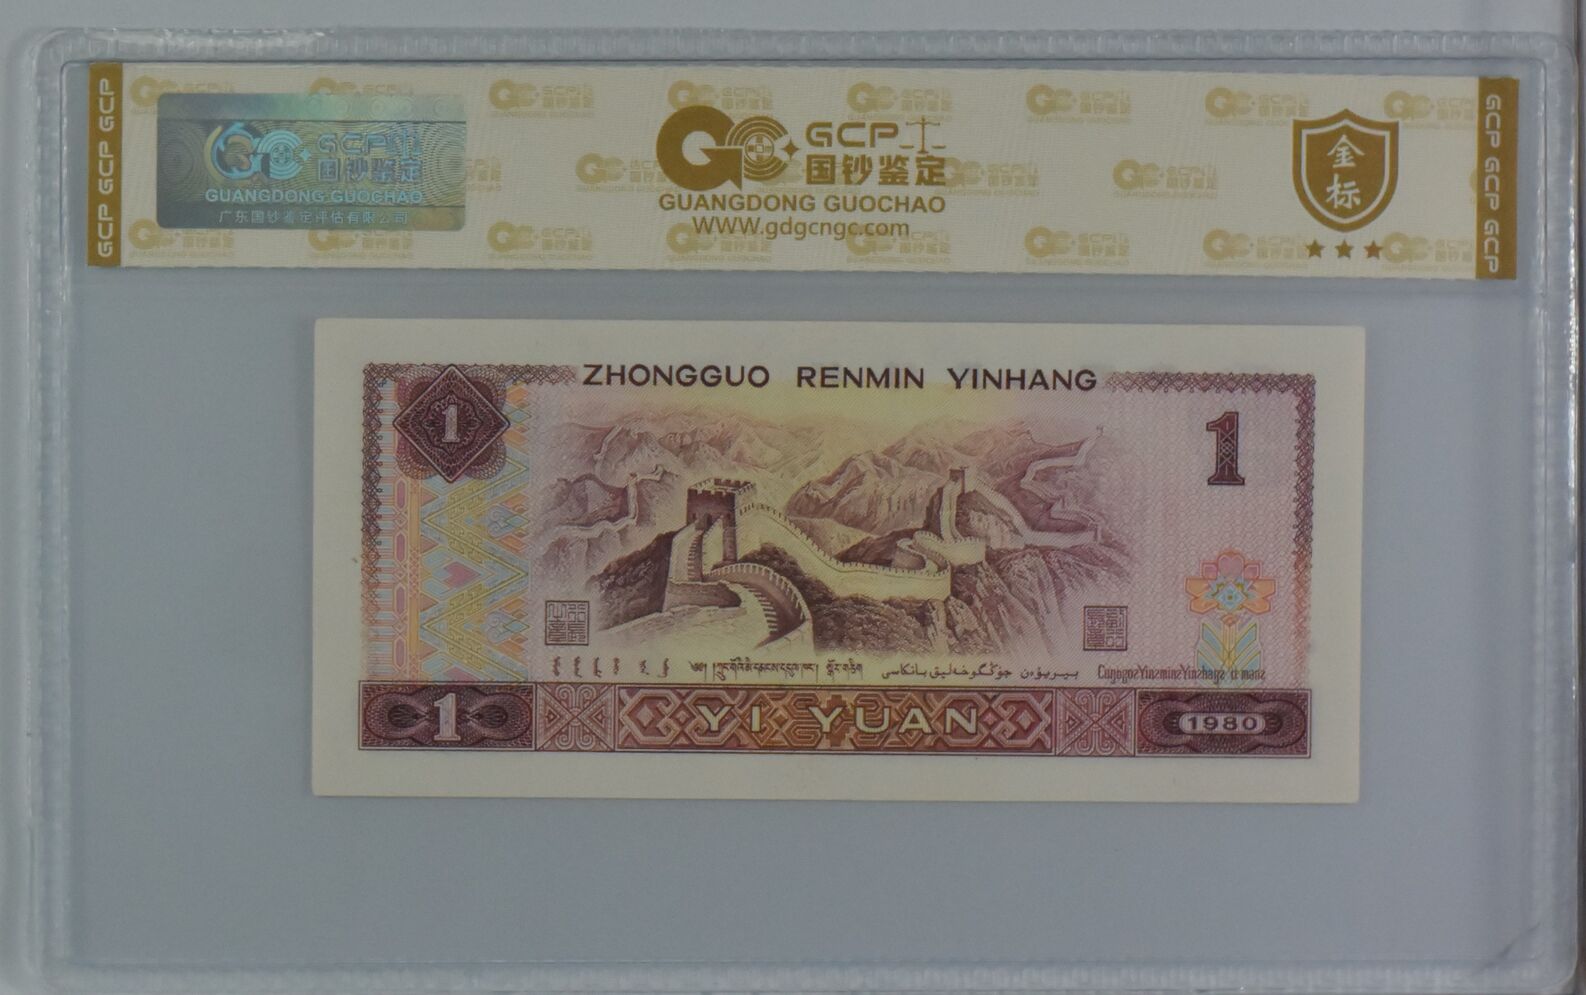 GCP GCP GCP
GCP
国钞鉴定
GUANGDONG GUOCHAO
广东国钞鉴定评估有限公司
GCP
国钞鉴定
GUANGDONG GUOCHAO
WWW.gdgcngc.com
金
标
GCP GCP GCP
ZHONGGUO RENMIN YINHANG
1
1
1
YI YUAN
1980